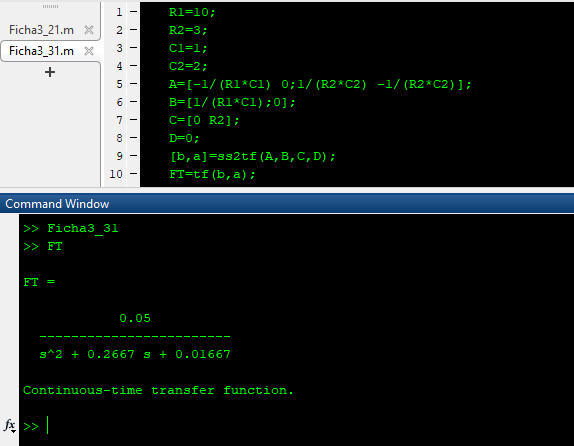 Ficha3_21.m ×
Ficha3_31.m ×
+
1 – R1=10;
2 – R2=3;
3 – C1=1;
4 – C2=2;
5 – A=[-1/(R1*C1) 0;1/(R2*C2) -1/(R2*C2)];
6 – B=[1/(R1*C1);0];
7 – C=[0 R2];
8 – D=0;
9 – [b,a]=ss2tf(A,B,C,D);
10 – FT=tf(b,a);
Command Window
>> Ficha3_31
>> FT
FT =
0.05
------------------------
s^2 + 0.2667 s + 0.01667
Continuous-time transfer function.
fx >>